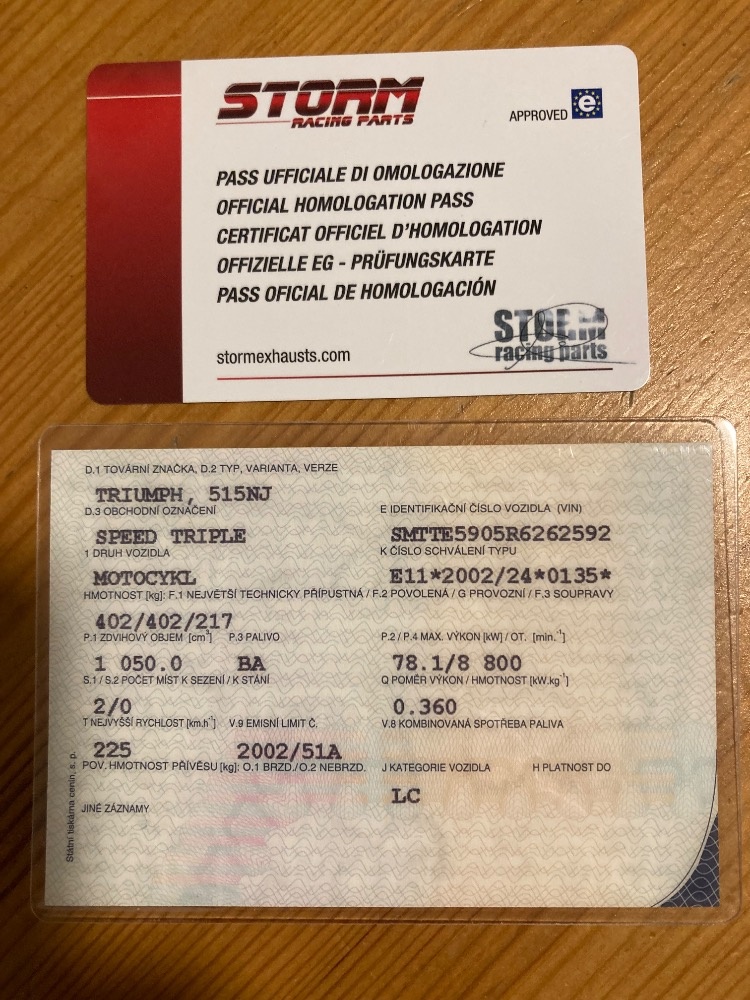 STORM
RACING PARTS
APPROVED e
PASS UFFICIALE DI OMOLOGAZIONE
OFFICIAL HOMOLOGATION PASS
CERTIFICAT OFFICIEL D'HOMOLOGATION
OFFIZIELLE EG - PRÜFUNGSKARTE
PASS OFICIAL DE HOMOLOGACIÓN
STORM
racing parts
stormexhausts.com
D.1 TOVÁRNÍ ZNAČKA, D.2 TYP, VARIANTA, VERZE
TRIUMPH, 515NJ
D.3 OBCHODNÍ OZNAČENÍ E IDENTIFIKAČNÍ ČÍSLO VOZIDLA (VIN)
SPEED TRIPLE SMTTE5905R6262592
1 DRUH VOZIDLA K ČÍSLO SCHVÁLENÍ TYPU
MOTOCYKL E11*2002/24*0135*
HMOTNOST [kg]: F.1 NEJVĚTŠÍ TECHNICKY PŘÍPUSTNÁ / F.2 POVOLENÁ / G PROVOZNÍ / F.3 SOUPRAVY
402/402/217
P.1 ZDVIHOVÝ OBJEM [cm³] P.3 PALIVO P.2 / P.4 MAX. VÝKON [kW] / OT. [min.⁻¹]
1 050.0 BA 78.1/8 800
S.1 / S.2 POČET MÍST K SEZENÍ / K STÁNÍ Q POMĚR VÝKON / HMOTNOST [kW.kg⁻¹]
2/0 0.360
T NEJVYŠŠÍ RYCHLOST [km.h⁻¹] V.9 EMISNÍ LIMIT Č. V.8 KOMBINOVANÁ SPOTŘEBA PALIVA
225 2002/51A
POV. HMOTNOST PŘÍVĚSU [kg]: O.1 BRZD./O.2 NEBRZD. J KATEGORIE VOZIDLA H PLATNOST DO
LC
JINÉ ZÁZNAMY
Státní tiskárna cenin, s. p.